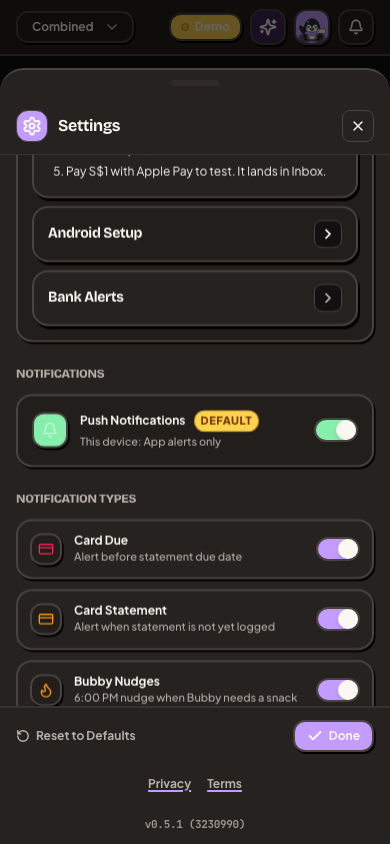 Combined
Demo
Settings
5. Pay S$1 with Apple Pay to test. It lands in Inbox.
Android Setup
Bank Alerts
NOTIFICATIONS
Push Notifications DEFAULT
This device: App alerts only
NOTIFICATION TYPES
Card Due
Alert before statement due date
Card Statement
Alert when statement is not yet logged
Bubby Nudges
6:00 PM nudge when Bubby needs a snack
Reset to Defaults
Done
Privacy Terms
v0.5.1 (3230990)